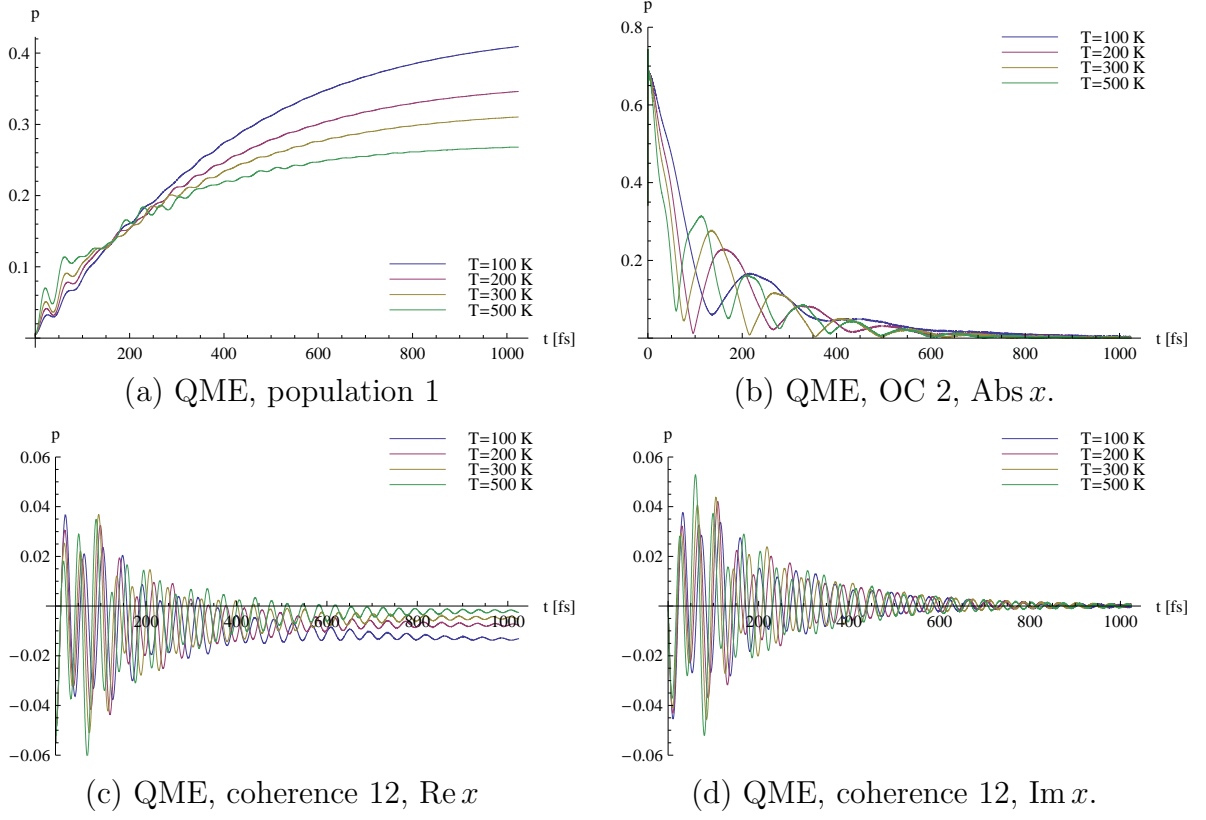 p
0.4
0.3
0.2
0.1
200 400 600 800 1000
t [fs]
T=100 K
T=200 K
T=300 K
T=500 K
(a) QME, population 1
p
0.8
0.6
0.4
0.2
0 200 400 600 800 1000
t [fs]
T=100 K
T=200 K
T=300 K
T=500 K
(b) QME, OC 2, Abs x.
p
0.06
0.04
0.02
−0.02
−0.04
−0.06
200 400 600 800 1000
t [fs]
T=100 K
T=200 K
T=300 K
T=500 K
(c) QME, coherence 12, Re x
p
0.06
0.04
0.02
−0.02
−0.04
−0.06
200 400 600 800 1000
t [fs]
T=100 K
T=200 K
T=300 K
T=500 K
(d) QME, coherence 12, Im x.